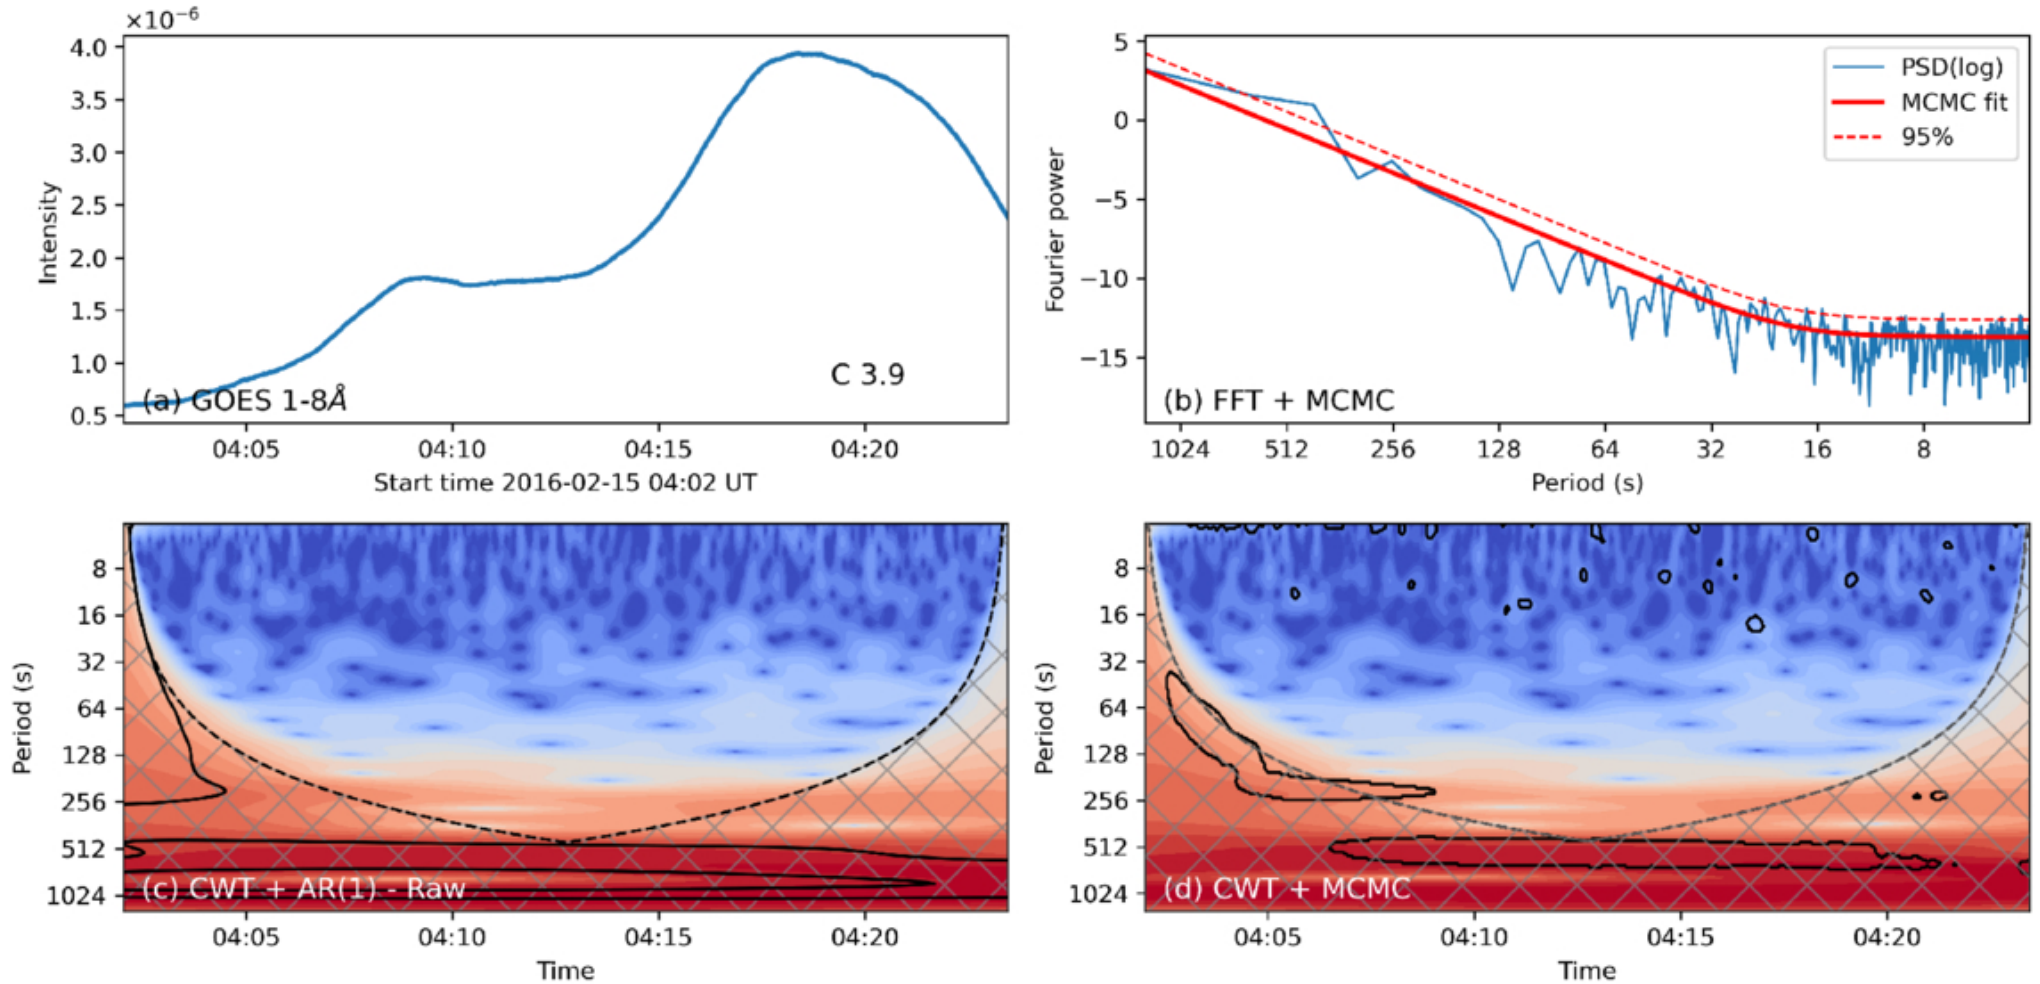 ×10⁻⁶
4.0
3.5
3.0
2.5
2.0
1.5
1.0
0.5
Intensity
C 3.9
(a) GOES 1-8Å
04:05 04:10 04:15 04:20
Start time 2016-02-15 04:02 UT
5
0
−5
−10
−15
Fourier power
PSD(log)
MCMC fit
95%
(b) FFT + MCMC
1024 512 256 128 64 32 16 8
Period (s)
8
16
32
64
128
256
512
1024
Period (s)
(c) CWT + AR(1) - Raw
04:05 04:10 04:15 04:20
Time
8
16
32
64
128
256
512
1024
Period (s)
(d) CWT + MCMC
04:05 04:10 04:15 04:20
Time